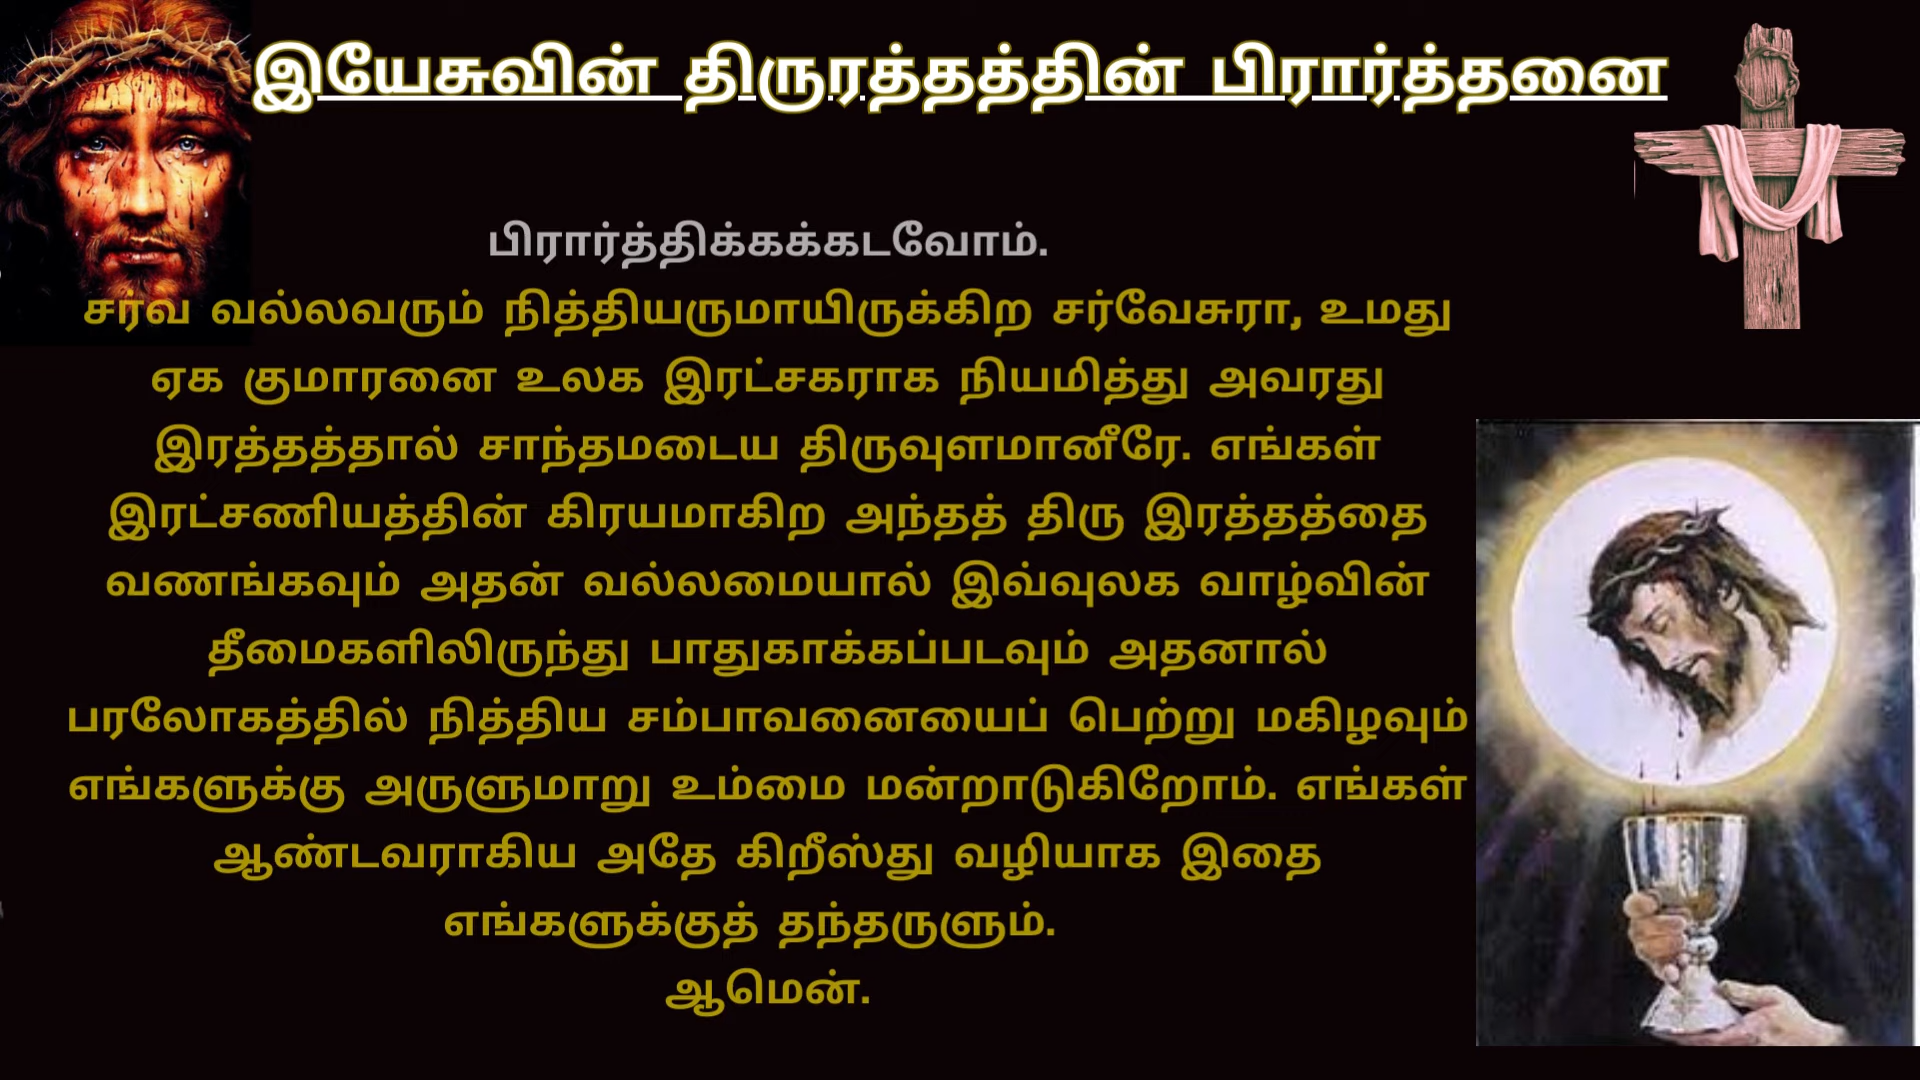 இயேசுவின் திருரத்தத்தின் பிரார்த்தனை
பிரார்த்திக்கக்கடவோம்.
சர்வ வல்லவரும் நித்தியருமாயிருக்கிற சர்வேசுரா, உமது
ஏக குமாரனை உலக இரட்சகராக நியமித்து அவரது
இரத்தத்தால் சாந்தமடைய திருவுளமானீரே. எங்கள்
இரட்சணியத்தின் கிரயமாகிற அந்தத் திரு இரத்தத்தை
வணங்கவும் அதன் வல்லமையால் இவ்வுலக வாழ்வின்
தீமைகளிலிருந்து பாதுகாக்கப்படவும் அதனால்
பரலோகத்தில் நித்திய சம்பாவனையைப் பெற்று மகிழவும்
எங்களுக்கு அருளுமாறு உம்மை மன்றாடுகிறோம். எங்கள்
ஆண்டவராகிய அதே கிறீஸ்து வழியாக இதை
எங்களுக்குத் தந்தருளும்.
ஆமென்.